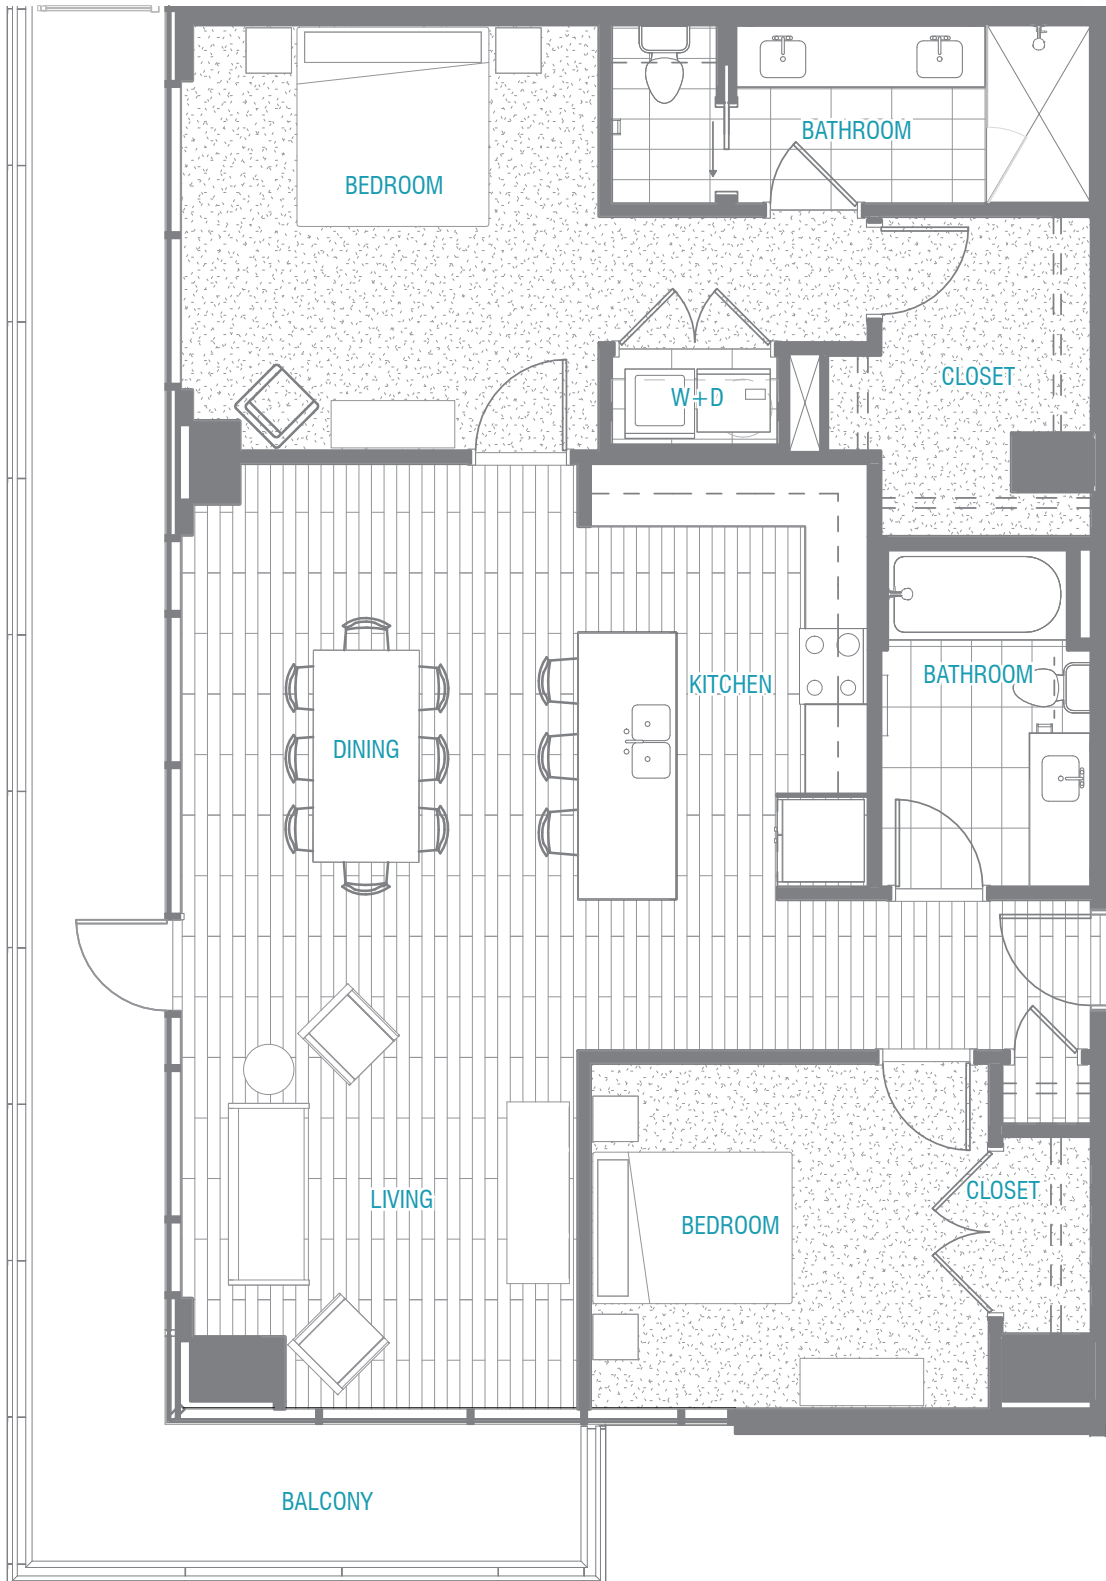 BATHROOM
BEDROOM
CLOSET
W+D
BATHROOM
KITCHEN
DINING
CLOSET
LIVING
BEDROOM
BALCONY